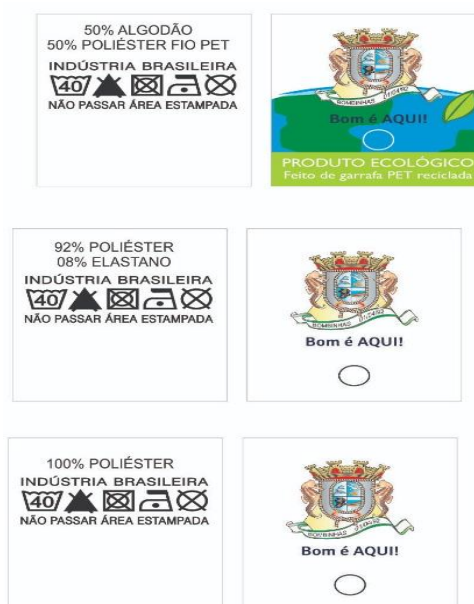 50% ALGODÃO
50% POLIÉSTER FIO PET
INDÚSTRIA BRASILEIRA
40
NÃO PASSAR ÁREA ESTAMPADA
BOMBINHAS
Bom é AQUI!
PRODUTO ECOLÓGICO
Feito de garrafa PET reciclada
92% POLIÉSTER
08% ELASTANO
INDÚSTRIA BRASILEIRA
40
NÃO PASSAR ÁREA ESTAMPADA
BOMBINHAS
Bom é AQUI!
100% POLIÉSTER
INDÚSTRIA BRASILEIRA
40
NÃO PASSAR ÁREA ESTAMPADA
BOMBINHAS
Bom é AQUI!